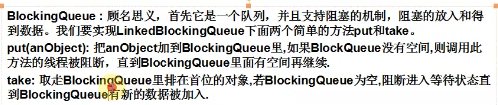 BlockingQueue : 顾名思义，首先它是一个队列，并且支持阻塞的机制，阻塞的放入和得
到数据。我们要实现LinkedBlockingQueue下面两个简单的方法put和take。
put(anObject): 把anObject加到BlockingQueue里,如果BlockQueue没有空间,则调用此
方法的线程被阻断，直到BlockingQueue里面有空间再继续.
take: 取走BlockingQueue里排在首位的对象,若BlockingQueue为空,阻断进入等待状态直
到BlockingQueue有新的数据被加入.